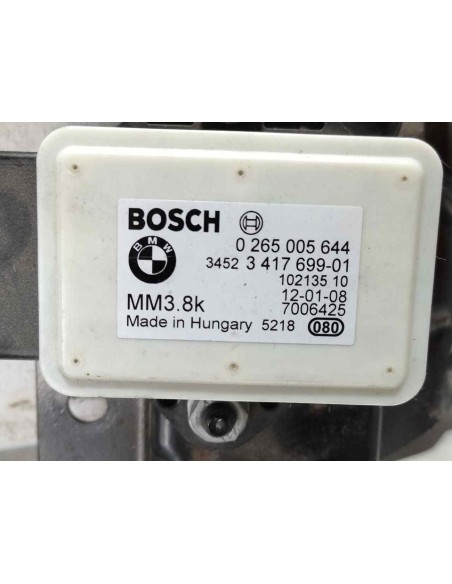 BOSCH
BMW
0 265 005 644
3452 3 417 699-01
102135 10
12-01-08
MM3.8k
7006425
Made in Hungary 5218
080